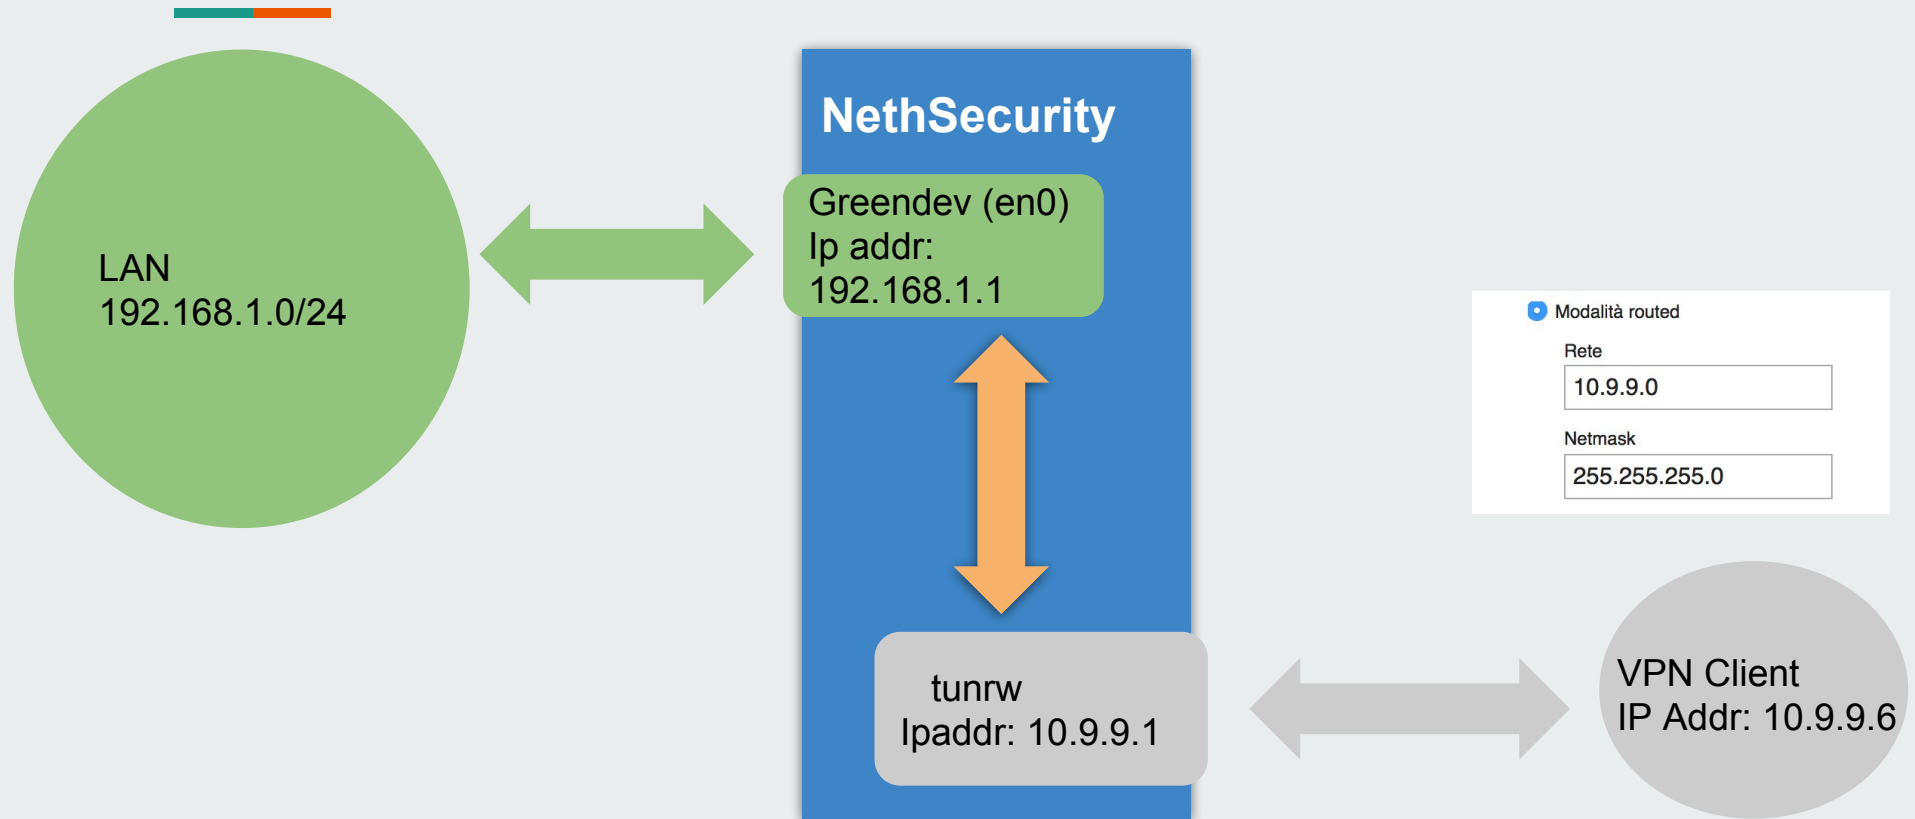 NethSecurity
Greendev (en0)
Ip addr:
192.168.1.1
LAN
192.168.1.0/24
Modalità routed
Rete
10.9.9.0
Netmask
255.255.255.0
tunrw
Ipaddr: 10.9.9.1
VPN Client
IP Addr: 10.9.9.6